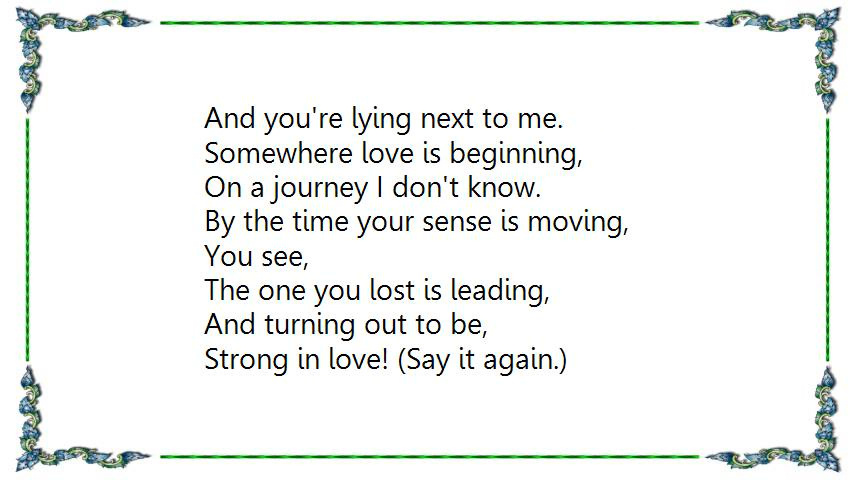 And you're lying next to me.
Somewhere love is beginning,
On a journey I don't know.
By the time your sense is moving,
You see,
The one you lost is leading,
And turning out to be,
Strong in love! (Say it again.)